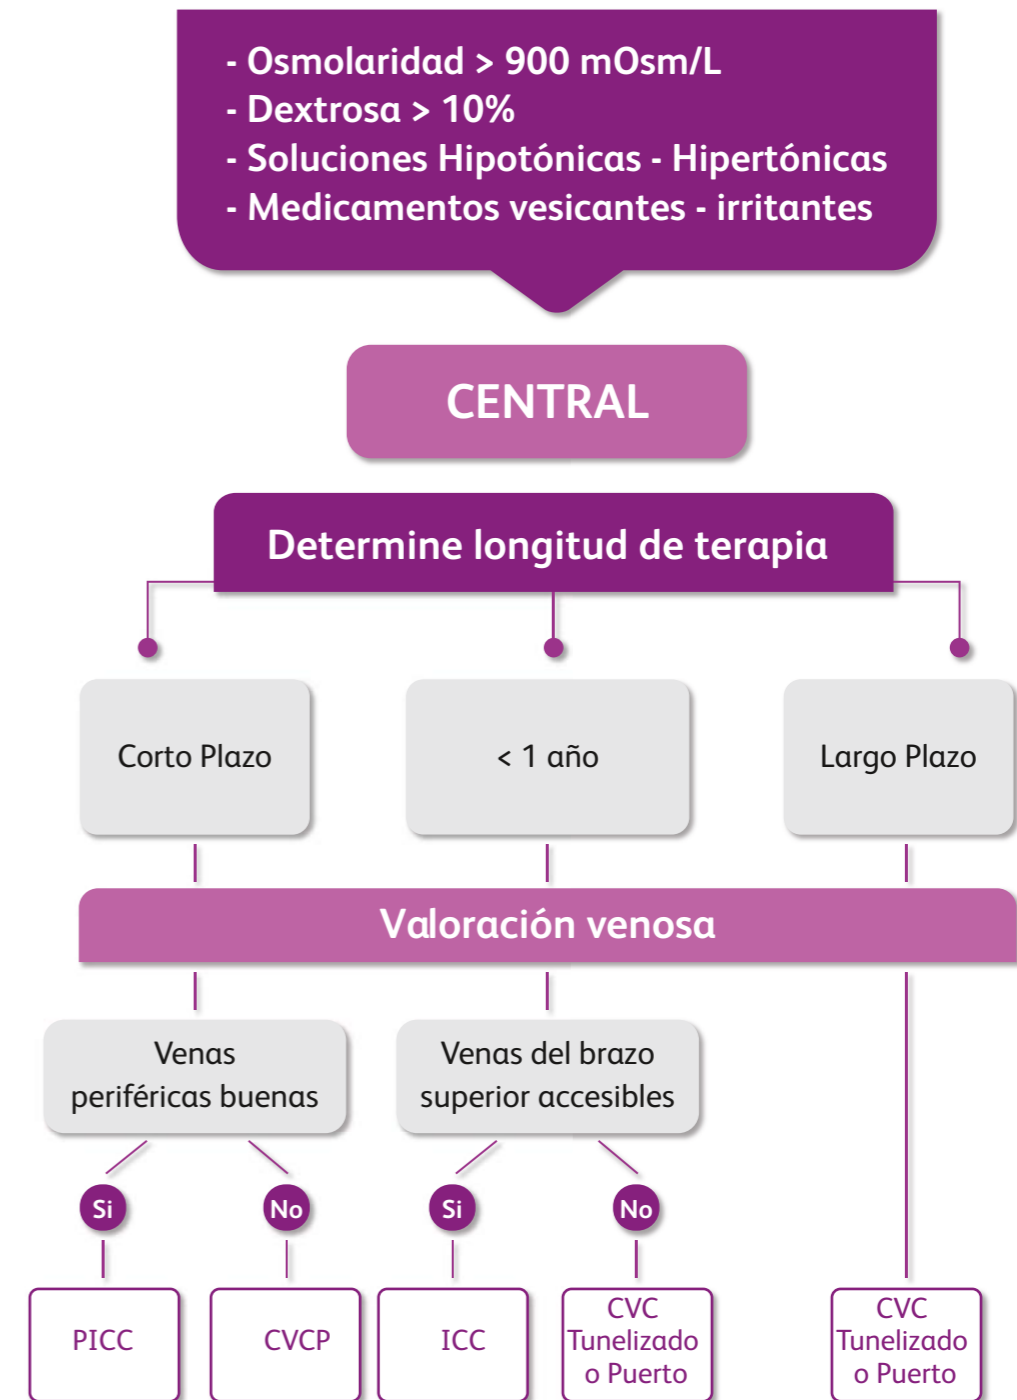 - Osmolaridad > 900 mOsm/L
- Dextrosa > 10%
- Soluciones Hipotónicas - Hipertónicas
- Medicamentos vesicantes - irritantes
CENTRAL
Determine longitud de terapia
Corto Plazo
< 1 año
Largo Plazo
Valoración venosa
Venas
periféricas buenas
Venas del brazo
superior accesibles
Si
No
Si
No
PICC
CVCP
ICC
CVC
Tunelizado
o Puerto
CVC
Tunelizado
o Puerto